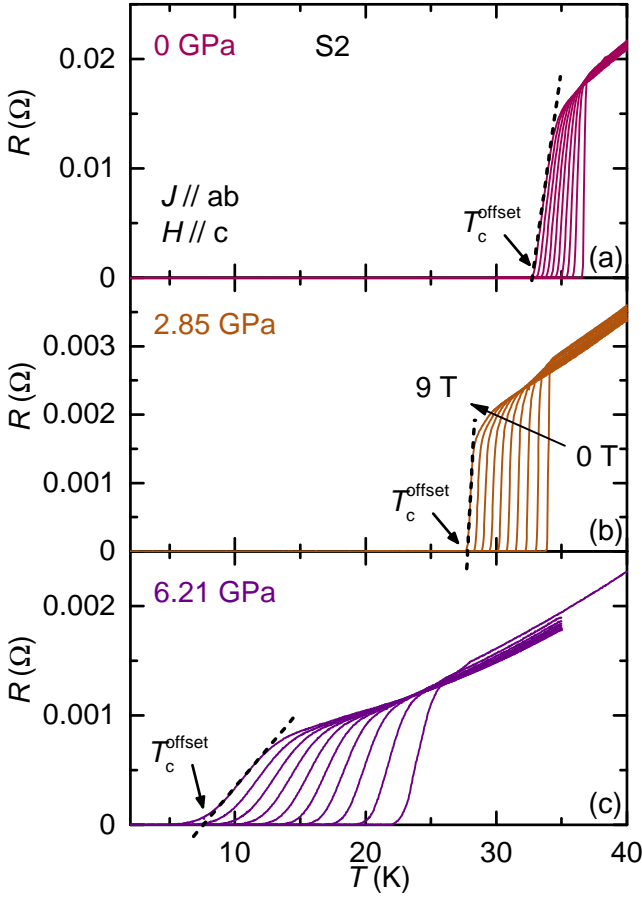 0 GPa
S2
0.02
0.01
0
R (Ω)
J // ab
H // c
T_c^offset
(a)
2.85 GPa
0.003
0.002
0.001
0
R (Ω)
9 T
0 T
T_c^offset
(b)
6.21 GPa
0.002
0.001
0
R (Ω)
T_c^offset
(c)
10 20 30 40
T (K)